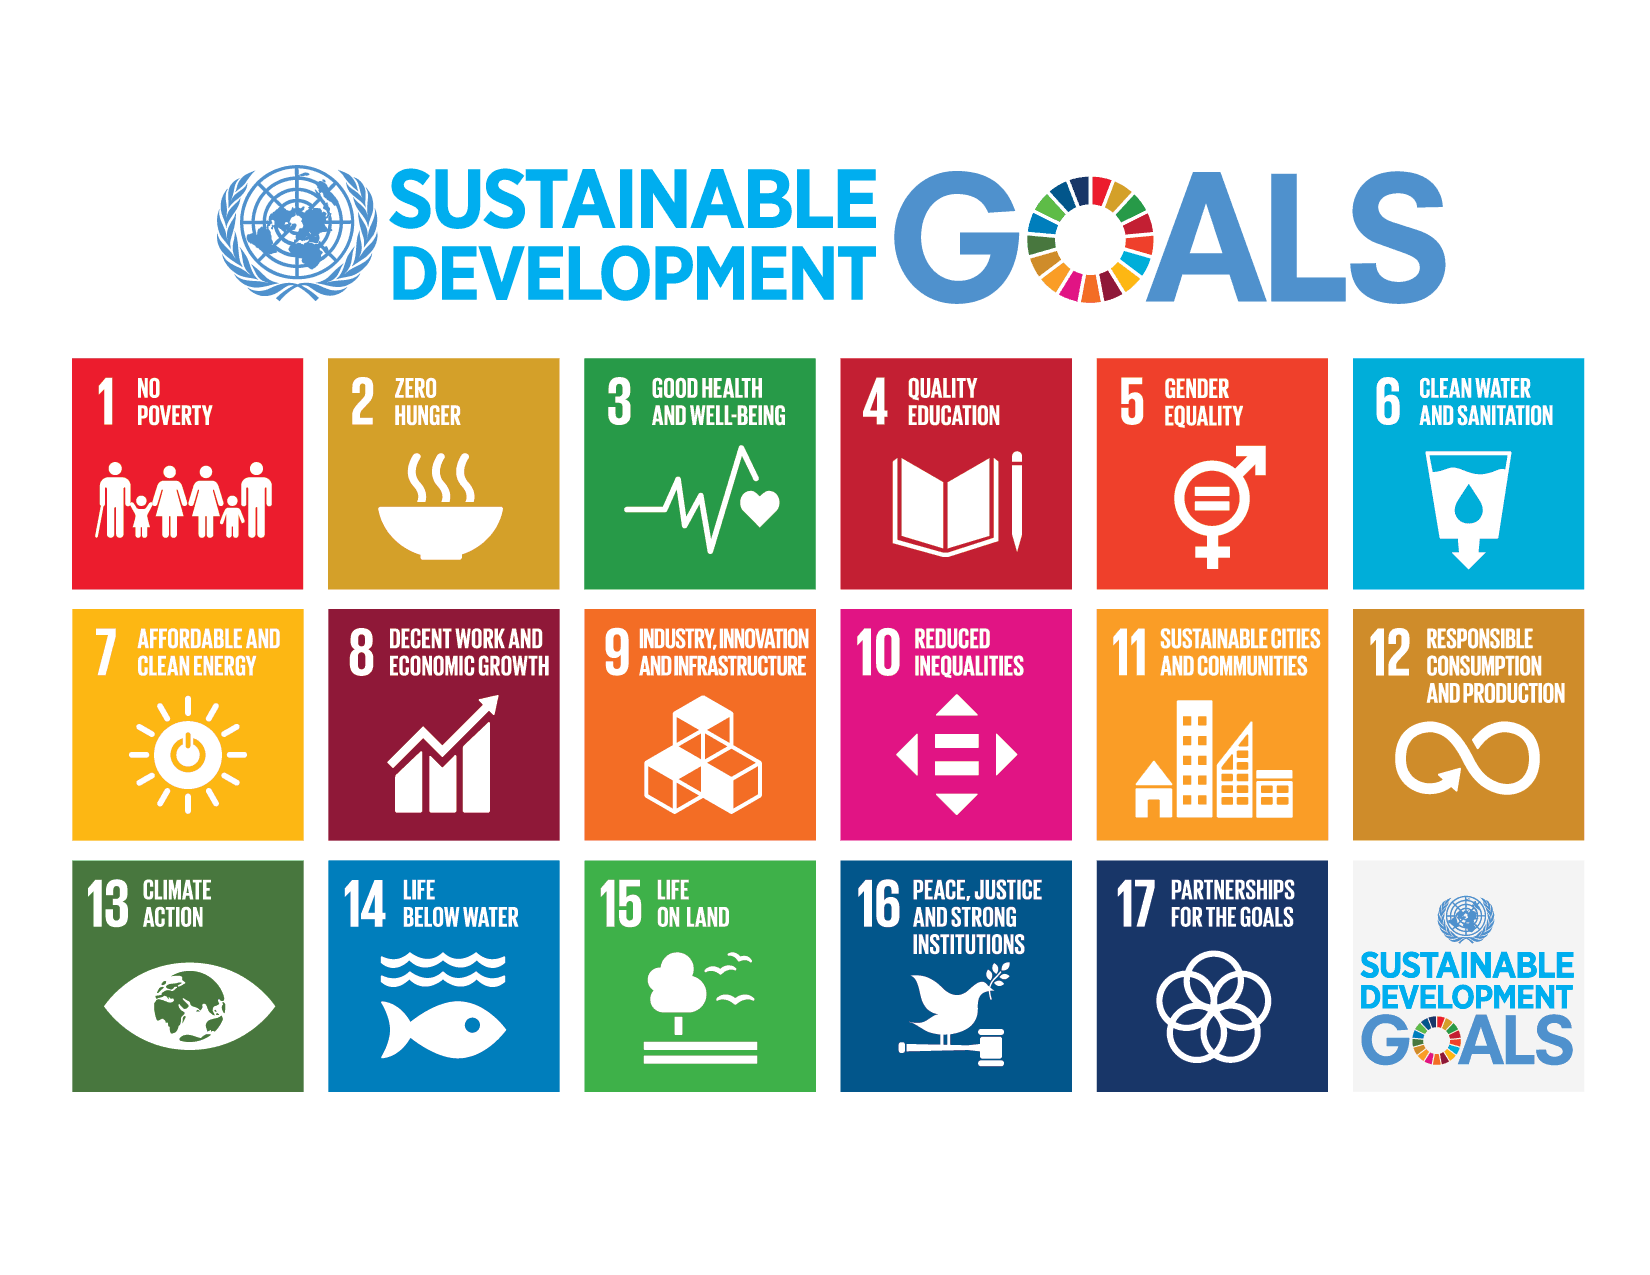 SUSTAINABLE
DEVELOPMENT
GOALS
1 NO
POVERTY
2 ZERO
HUNGER
3 GOOD HEALTH
AND WELL-BEING
4 QUALITY
EDUCATION
5 GENDER
EQUALITY
6 CLEAN WATER
AND SANITATION
7 AFFORDABLE AND
CLEAN ENERGY
8 DECENT WORK AND
ECONOMIC GROWTH
9 INDUSTRY, INNOVATION
AND INFRASTRUCTURE
10 REDUCED
INEQUALITIES
11 SUSTAINABLE CITIES
AND COMMUNITIES
12 RESPONSIBLE
CONSUMPTION
AND PRODUCTION
13 CLIMATE
ACTION
14 LIFE
BELOW WATER
15 LIFE
ON LAND
16 PEACE, JUSTICE
AND STRONG
INSTITUTIONS
17 PARTNERSHIPS
FOR THE GOALS
SUSTAINABLE
DEVELOPMENT
GOALS